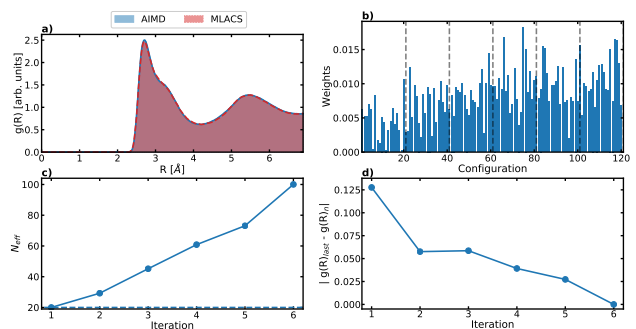 AIMD MLACS
a)
g(R) [arb. units]
2.5
2.0
1.5
1.0
0.5
0.0
0 1 2 3 4 5 6
R [Å]
b)
Weights
0.015
0.010
0.005
0.000
20 40 60 80 100 120
Configuration
c)
N_eff
100
80
60
40
20
1 2 3 4 5 6
Iteration
d)
| g(R)_last - g(R)_n |
0.125
0.100
0.075
0.050
0.025
0.000
1 2 3 4 5 6
Iteration